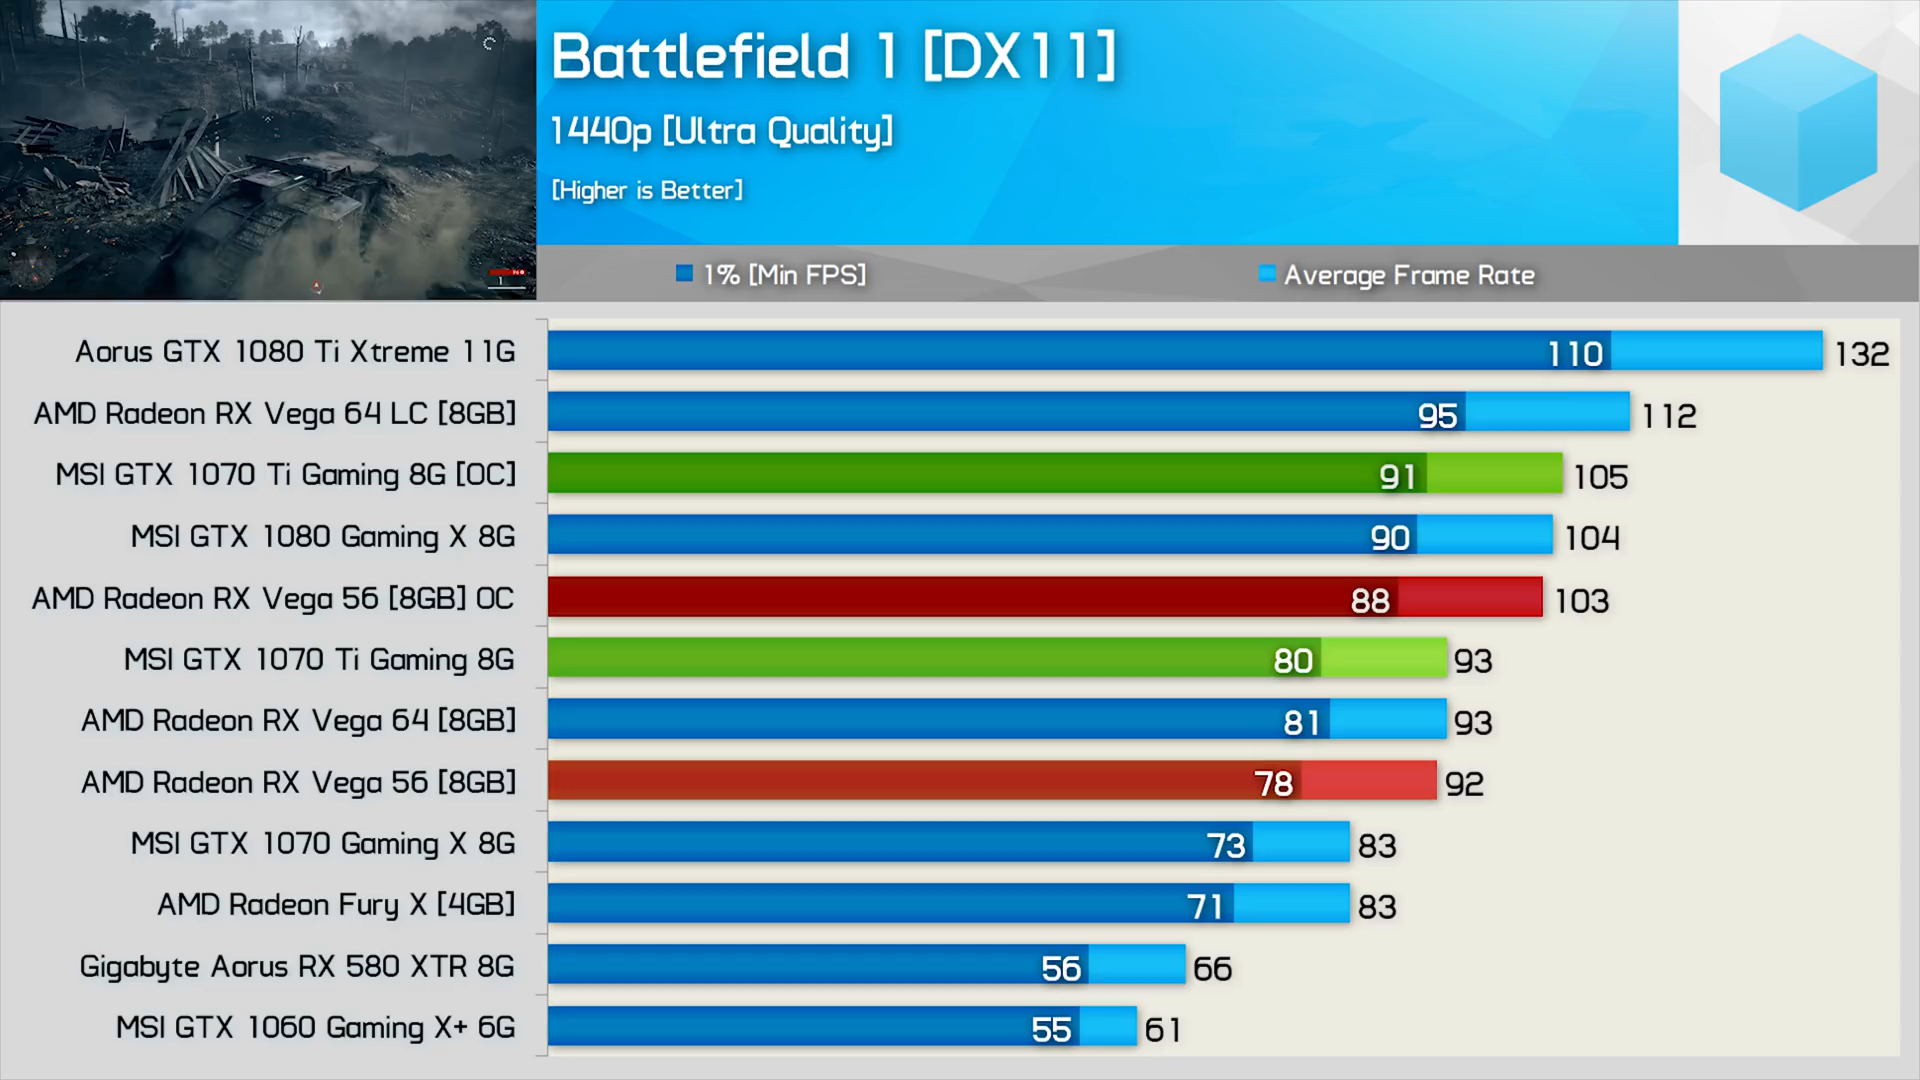 Battlefield 1 [DX11]
1440p [Ultra Quality]
[Higher is Better]
1% [Min FPS] Average Frame Rate
Aorus GTX 1080 Ti Xtreme 11G 110 132
AMD Radeon RX Vega 64 LC [8GB] 95 112
MSI GTX 1070 Ti Gaming 8G [OC] 91 105
MSI GTX 1080 Gaming X 8G 90 104
AMD Radeon RX Vega 56 [8GB] OC 88 103
MSI GTX 1070 Ti Gaming 8G 80 93
AMD Radeon RX Vega 64 [8GB] 81 93
AMD Radeon RX Vega 56 [8GB] 78 92
MSI GTX 1070 Gaming X 8G 73 83
AMD Radeon Fury X [4GB] 71 83
Gigabyte Aorus RX 580 XTR 8G 56 66
MSI GTX 1060 Gaming X+ 6G 55 61